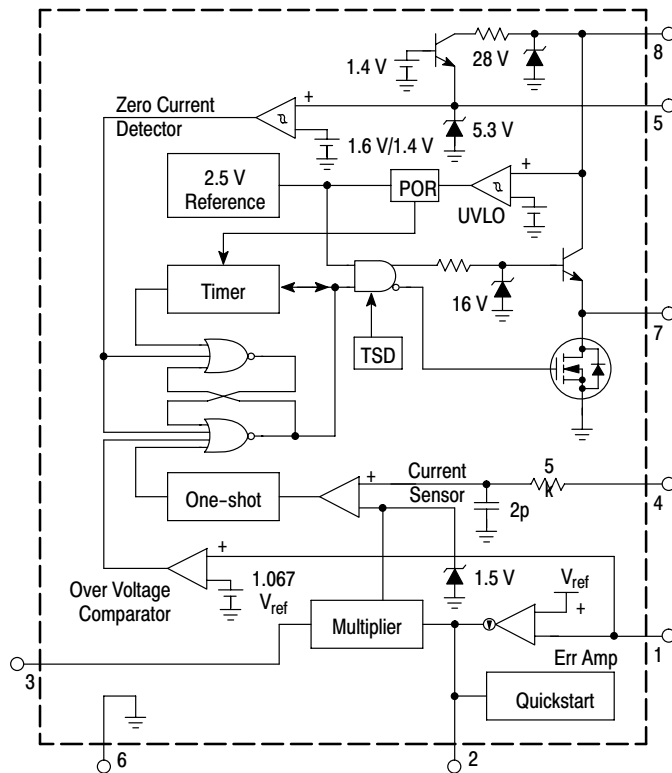 8
1.4 V
28 V
Zero Current
Detector
+
5
5.3 V
1.6 V/1.4 V
2.5 V
Reference
POR
+
UVLO
Timer
16 V
7
TSD
One-shot
+
Current
Sensor
5
k
2p
4
+
Over Voltage
Comparator
1.067
Vref
1.5 V
Vref
+
Multiplier
Err Amp
1
3
Quickstart
6
2